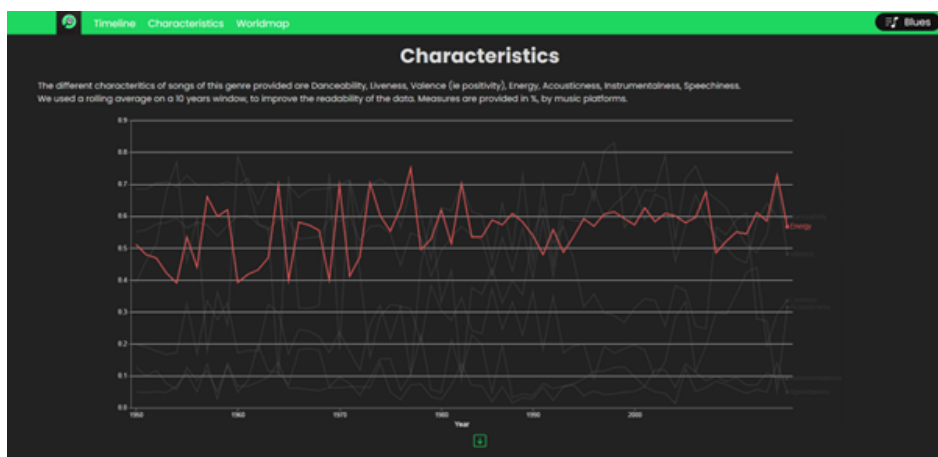 Timeline Characteristics Worldmap
Blues
Characteristics
The different characteritics of songs of this genre provided are Danceability, Liveness, Valence (ie positivity), Energy, Acousticness, Instrumentalness, Speechiness.
We used a rolling average on a 10 years window, to improve the readability of the data. Measures are provided in %, by music platforms.
0.9
0.8
0.7
0.6
0.5
0.4
0.3
0.2
0.1
0.0
Energy
1950 1960 1970 1980 1990 2000
Year